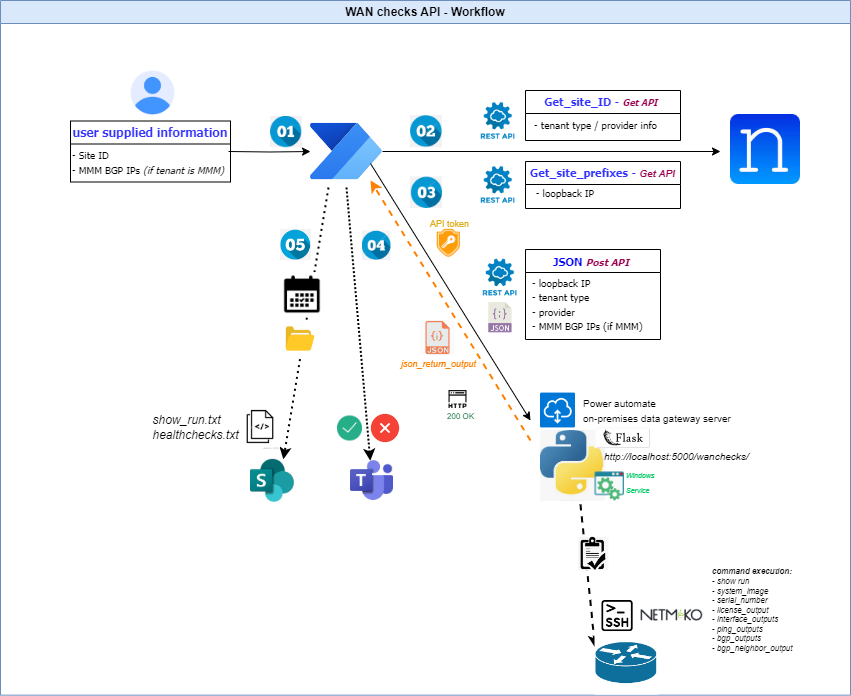 WAN checks API - Workflow
user supplied information
- Site ID
- MMM BGP IPs (if tenant is MMM)
01
02
REST API
Get_site_ID - Get API
- tenant type / provider info
n
03
REST API
Get_site_prefixes - Get API
- loopback IP
API token
05
04
REST API
{;}
JSON
JSON Post API
- loopback IP
- tenant type
- provider
- MMM BGP IPs (if MMM)
{;}
JSON
json_return_output
HTTP
200 OK
Power automate
on-premises data gateway server
Flask
http://localhost:5000/wanchecks/
Windows
Service
show_run.txt
healthchecks.txt
</>
S
T
>_
SSH
NETMIKO
command execution:
- show run
- system_image
- serial_number
- license_output
- interface_outputs
- ping_outputs
- bgp_outputs
- bgp_neighbor_output